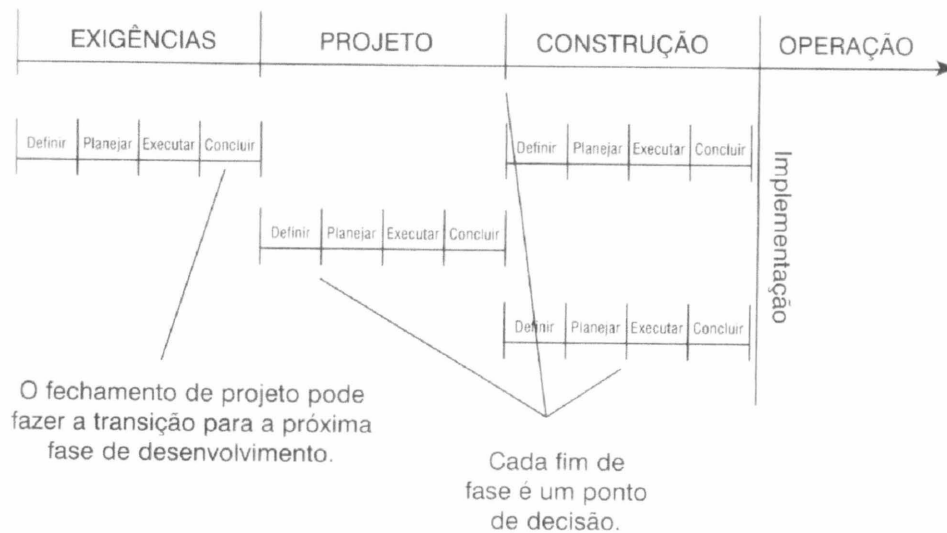 EXIGÊNCIAS PROJETO CONSTRUÇÃO OPERAÇÃO
Definir Planejar Executar Concluir
Definir Planejar Executar Concluir
Implementação
Definir Planejar Executar Concluir
Definir Planejar Executar Concluir
O fechamento de projeto pode
fazer a transição para a próxima
fase de desenvolvimento.
Cada fim de
fase é um ponto
de decisão.